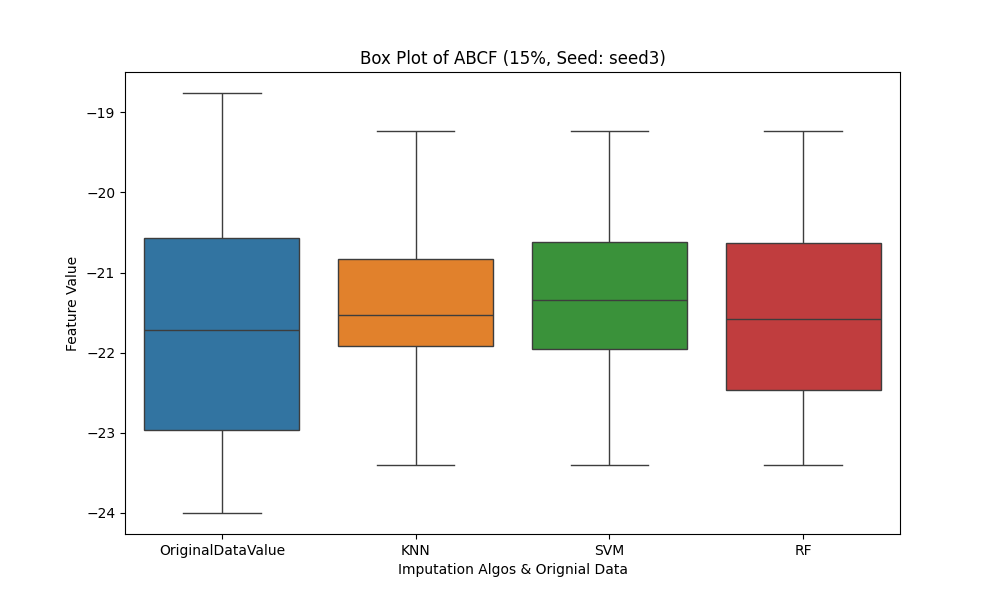 Box Plot of ABCF (15%, Seed: seed3)
−19
−20
−21
−22
−23
−24
Feature Value
OriginalDataValue
KNN
SVM
RF
Imputation Algos & Orignial Data